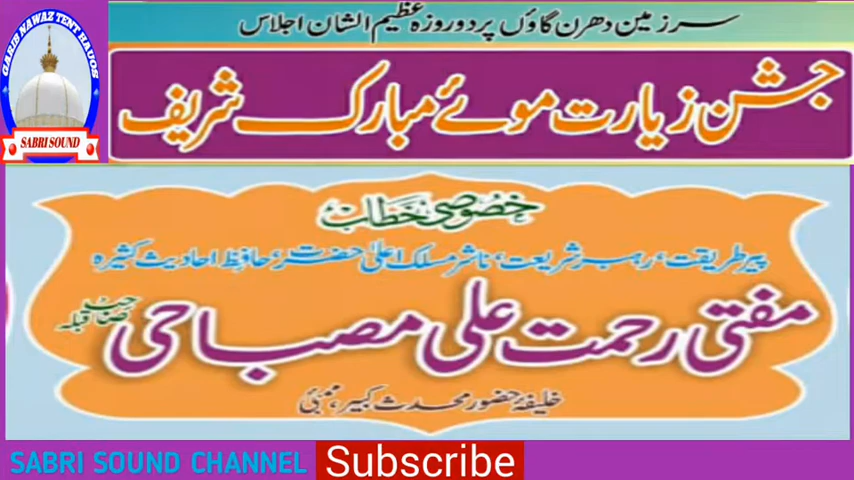 سرزمین دھرن گاؤں پر دو روزہ عظیم الشان اجلاس
GARIB NAWAZ TENT HAUOS
SABRI SOUND
جشن زیارت موئے مبارک شریف
خصوصی خطاب
پیر طریقت، رہبر شریعت، ناشر مسلک اعلیٰ حضرت، حافظ احادیث کثیرہ
مفتی رحمت علی مصباحی صاحب قبلہ
خلیفۂ حضور محدث کبیر، ممبئی
SABRI SOUND CHANNEL Subscribe